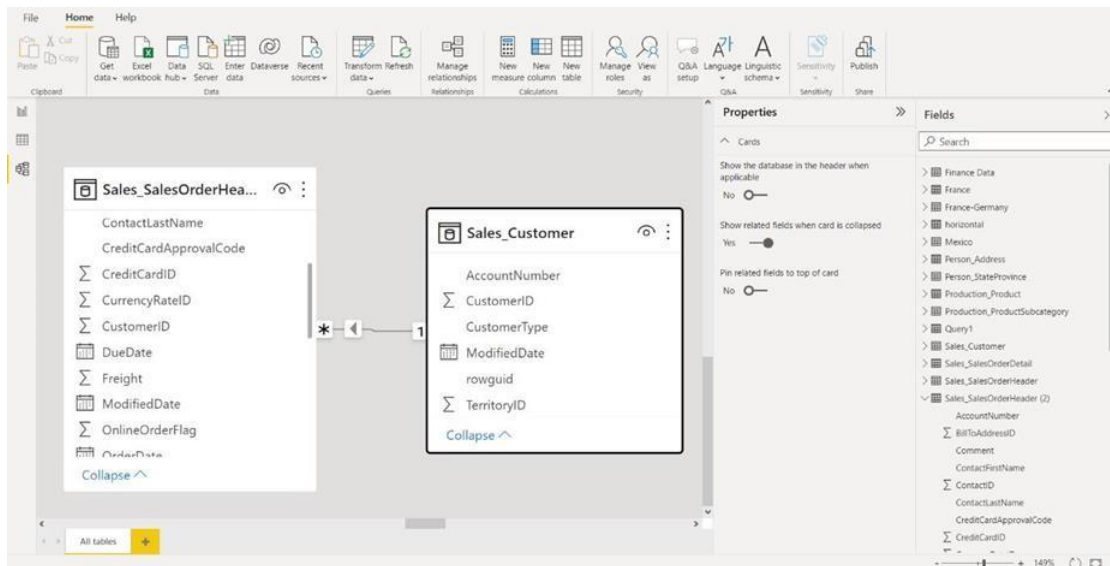 File Home Help
Cut
Copy
Paste
Get data
Excel workbook
Data hub
SQL Server
Enter data
Dataverse
Recent sources
Transform data
Refresh
Manage relationships
New measure
New column
New table
Manage roles
View as
Q&A setup
Language
Linguistic schema
Sensitivity
Publish
Clipboard Data Queries Relationships Calculations Security Q&A Sensitivity Share
Sales_SalesOrderHea...
ContactLastName
CreditCardApprovalCode
CreditCardID
CurrencyRateID
CustomerID
DueDate
Freight
ModifiedDate
OnlineOrderFlag
OrderDate
Collapse
* 1
Sales_Customer
AccountNumber
CustomerID
CustomerType
ModifiedDate
rowguid
TerritoryID
Collapse
All tables +
Properties
Cards
Show the database in the header when
applicable
No
Show related fields when card is collapsed
Yes
Pin related fields to top of card
No
Fields
Search
Finance Data
France
France-Germany
horizontal
Mexico
Person_Address
Person_StateProvince
Production_Product
Production_ProductSubcategory
Query1
Sales_Customer
Sales_SalesOrderDetail
Sales_SalesOrderHeader
Sales_SalesOrderHeader (2)
AccountNumber
BillToAddressID
Comment
ContactFirstName
ContactID
ContactLastName
CreditCardApprovalCode
CreditCardID
- + 149%